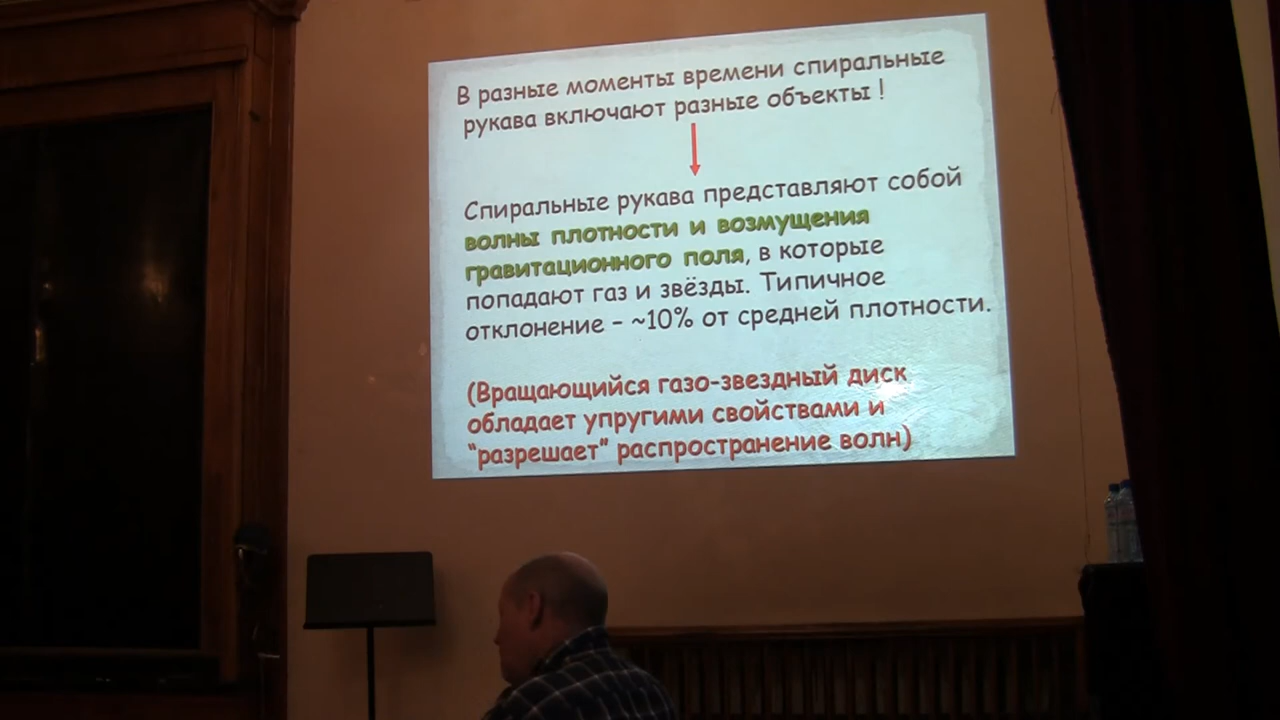 В разные моменты времени спиральные
рукава включают разные объекты !
Спиральные рукава представляют собой
волны плотности и возмущения
гравитационного поля, в которые
попадают газ и звёзды. Типичное
отклонение – ~10% от средней плотности.
(Вращающийся газо-звездный диск
обладает упругими свойствами и
“разрешает” распространение волн)